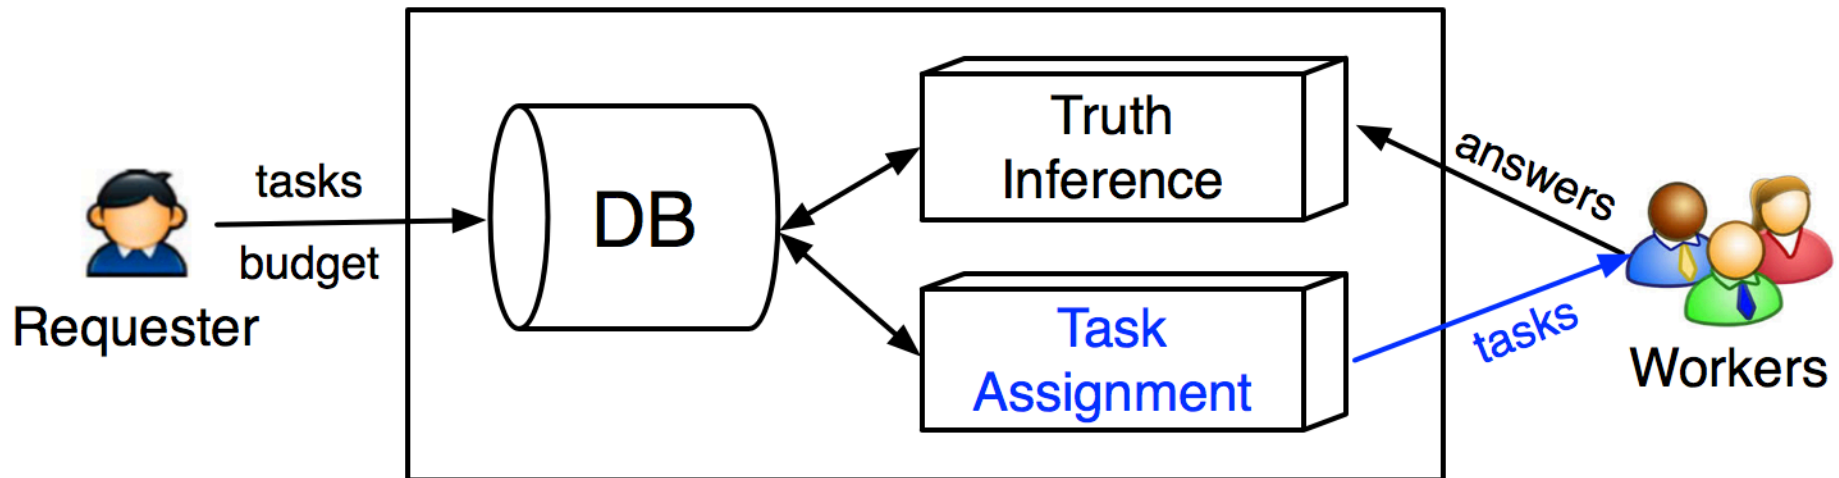 tasks
budget
Requester
DB
Truth
Inference
Task
Assignment
answers
tasks
Workers